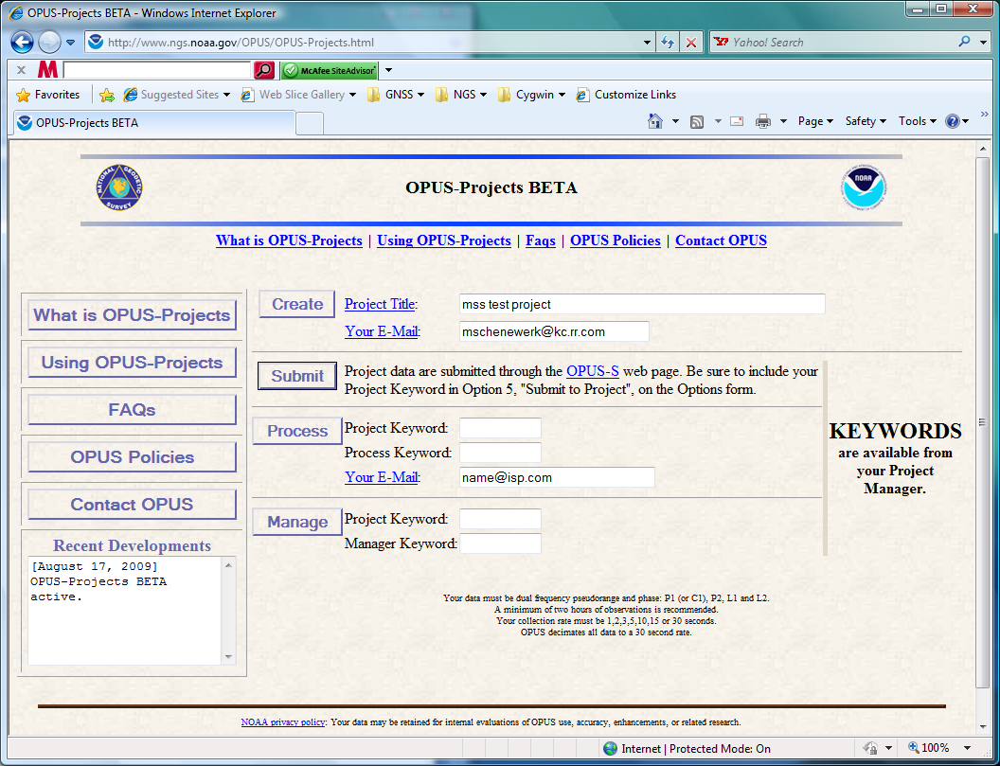 OPUS-Projects BETA - Windows Internet Explorer
http://www.ngs.noaa.gov/OPUS/OPUS-Projects.html
Yahoo! Search
M
McAfee SiteAdvisor
Favorites Suggested Sites Web Slice Gallery GNSS NGS Cygwin Customize Links
OPUS-Projects BETA
Page Safety Tools
NATIONAL GEODETIC SURVEY
OPUS-Projects BETA
NOAA
What is OPUS-Projects | Using OPUS-Projects | Faqs | OPUS Policies | Contact OPUS
What is OPUS-Projects
Using OPUS-Projects
FAQs
OPUS Policies
Contact OPUS
Recent Developments
[August 17, 2009]
OPUS-Projects BETA
active.
Create Project Title: mss test project
Your E-Mail: mschenewerk@kc.rr.com
Submit Project data are submitted through the OPUS-S web page. Be sure to include your
Project Keyword in Option 5, "Submit to Project", on the Options form.
Process Project Keyword:
Process Keyword:
Your E-Mail: name@isp.com
Manage Project Keyword:
Manager Keyword:
KEYWORDS
are available from
your Project
Manager.
Your data must be dual frequency pseudorange and phase: P1 (or C1), P2, L1 and L2.
A minimum of two hours of observations is recommended.
Your collection rate must be 1,2,3,5,10,15 or 30 seconds.
OPUS decimates all data to a 30 second rate.
NOAA privacy policy: Your data may be retained for internal evaluations of OPUS use, accuracy, enhancements, or related research.
Internet | Protected Mode: On
100%